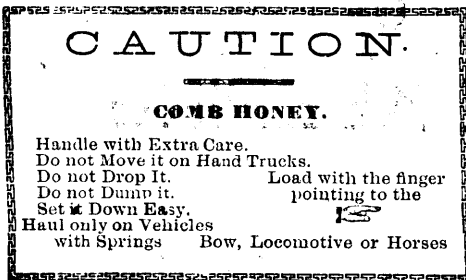 CAUTION.
COMB HONEY.
Handle with Extra Care.
Do not Move it on Hand Trucks.
Do not Drop It.
Do not Dump it.
Set it Down Easy.
Haul only on Vehicles
with Springs
Load with the finger
pointing to the
Bow, Locomotive or Horses